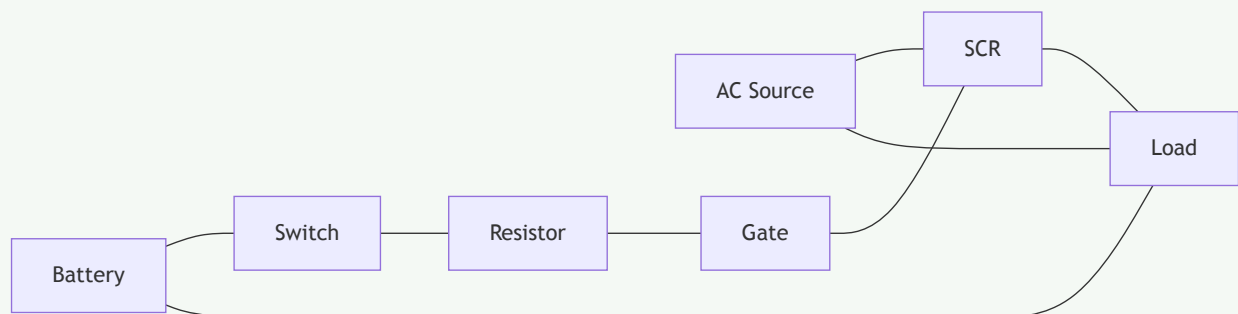 SCR
AC Source
Load
Switch
Resistor
Gate
Battery